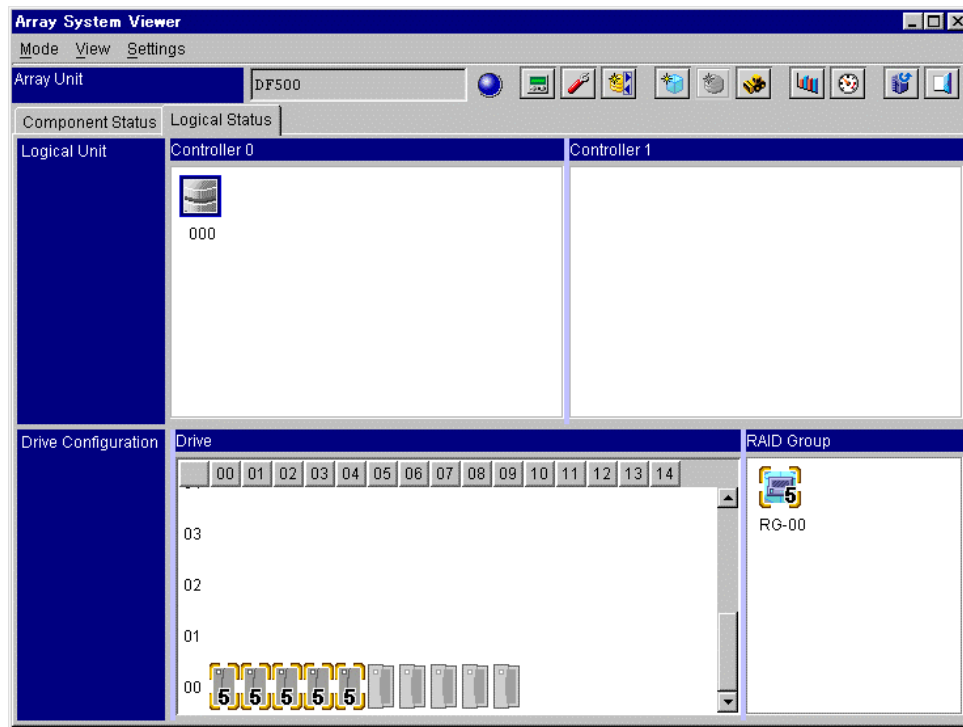 Array System Viewer
Mode View Settings
Array Unit DF500
Component Status Logical Status
Logical Unit Controller 0 Controller 1
000
Drive Configuration Drive RAID Group
00 01 02 03 04 05 06 07 08 09 10 11 12 13 14
5
03 RG-00
02
01
00 5 5 5 5 5